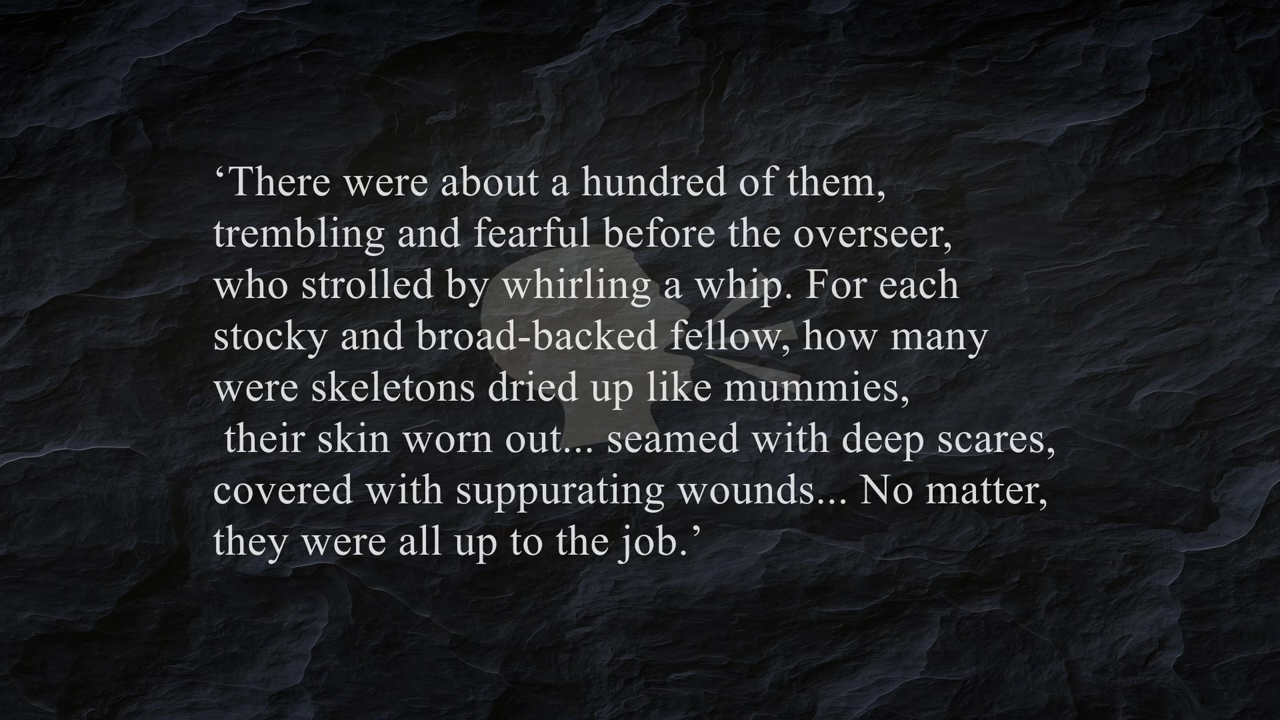 ‘There were about a hundred of them,
trembling and fearful before the overseer,
who strolled by whirling a whip. For each
stocky and broad-backed fellow, how many
were skeletons dried up like mummies,
their skin worn out... seamed with deep scares,
covered with suppurating wounds... No matter,
they were all up to the job.’